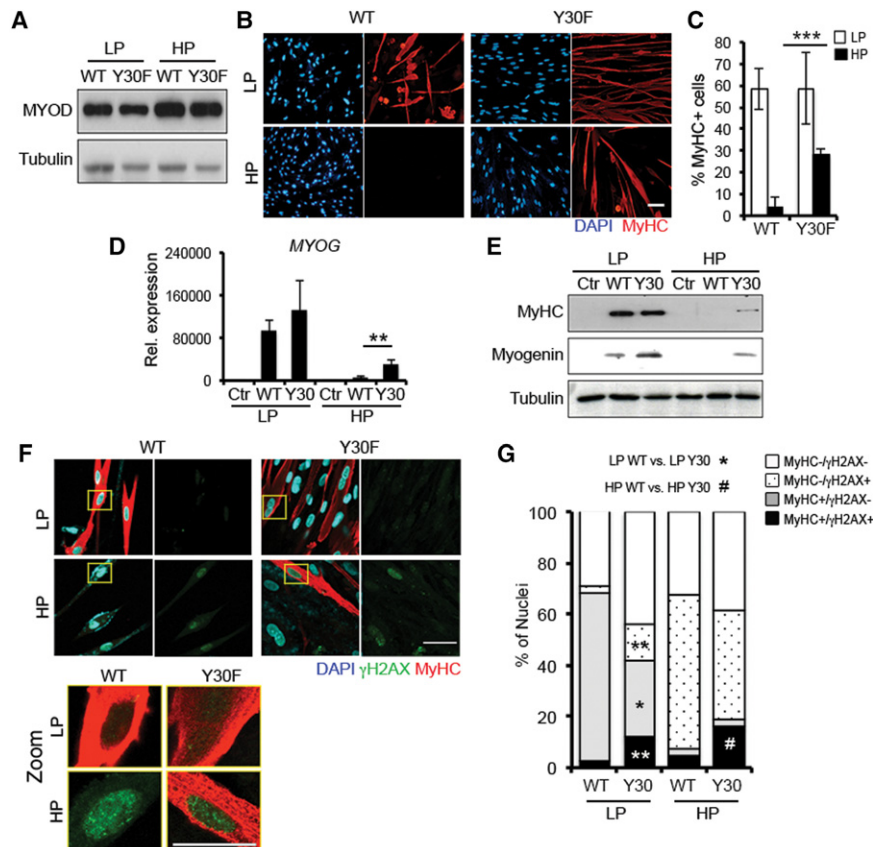 A
LP HP
WT Y30F WT Y30F
MYOD
Tubulin
B
WT Y30F
LP
HP
DAPI MyHC
C
LP
HP
***
% MyHC+ cells
80
70
60
50
40
30
20
10
0
WT Y30F
D
MYOG
Rel. expression
240000
160000
80000
0
**
Ctr WT Y30 Ctr WT Y30
LP HP
E
LP HP
Ctr WT Y30 Ctr WT Y30
MyHC
Myogenin
Tubulin
F
WT Y30F
LP
HP
DAPI γH2AX MyHC
WT Y30F
Zoom
LP
HP
G
LP WT vs. LP Y30 *
HP WT vs. HP Y30 #
MyHC-/γH2AX-
MyHC-/γH2AX+
MyHC+/γH2AX-
MyHC+/γH2AX+
% of Nuclei
100
80
60
40
20
0
**
*
**
#
WT Y30 WT Y30
LP HP